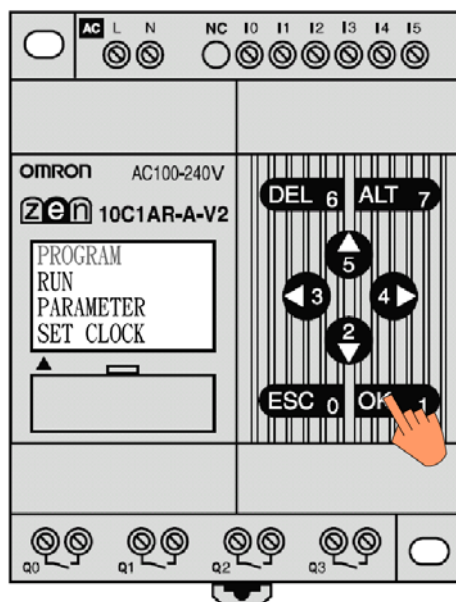 AC L N NC I0 I1 I2 I3 I4 I5
OMRON AC100-240V
zen 10C1AR-A-V2
PROGRAM
RUN
PARAMETER
SET CLOCK
DEL 6 ALT 7
5
3 4
2
ESC 0 OK 1
Q0 Q1 Q2 Q3